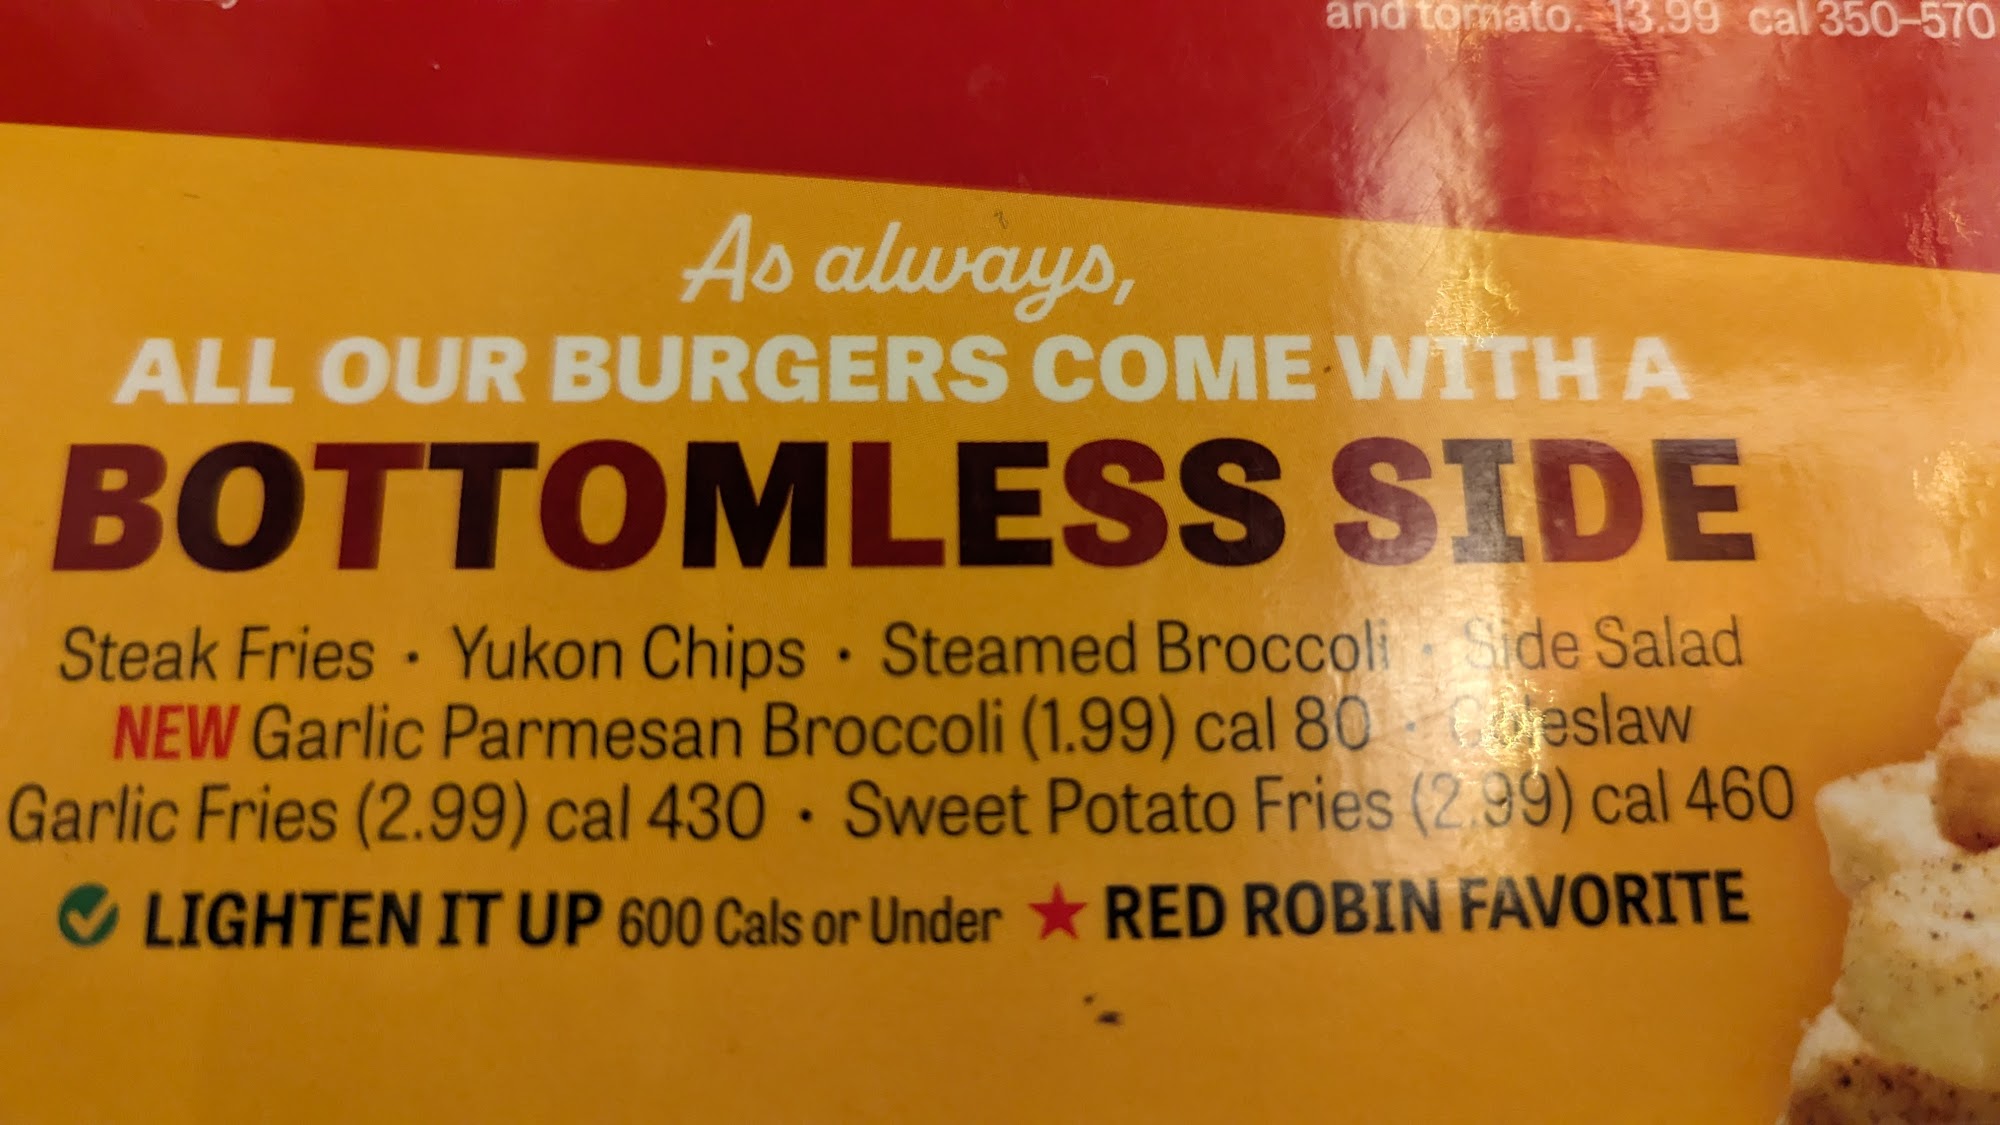 and tomato. 13.99 cal 350–570
As always,
ALL OUR BURGERS COME WITH A
BOTTOMLESS SIDE
Steak Fries • Yukon Chips • Steamed Broccoli • Side Salad
NEW Garlic Parmesan Broccoli (1.99) cal 80 • Coleslaw
Garlic Fries (2.99) cal 430 • Sweet Potato Fries (2.99) cal 460
LIGHTEN IT UP 600 Cals or Under ★ RED ROBIN FAVORITE